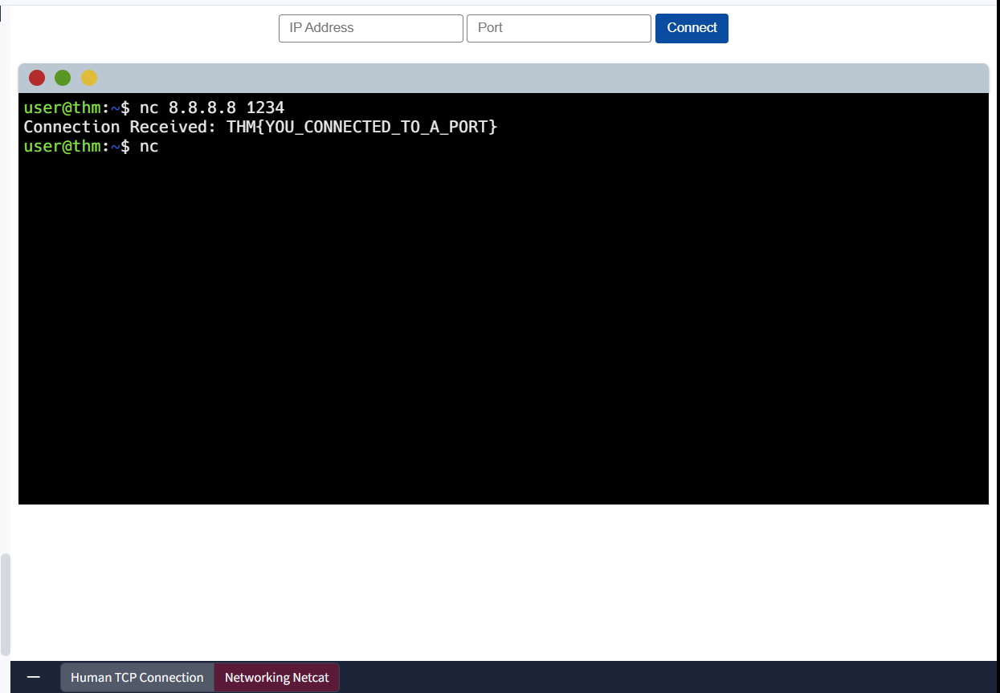 IP Address Port Connect
user@thm:~$ nc 8.8.8.8 1234
Connection Received: THM{YOU_CONNECTED_TO_A_PORT}
user@thm:~$ nc
Human TCP Connection Networking Netcat